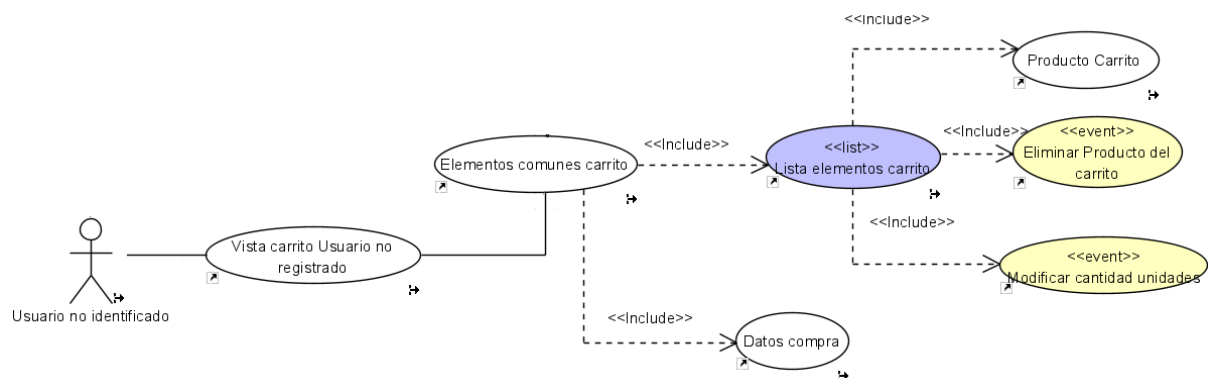 <<Include>>
Producto Carrito
<<Include>>
<<list>>
Lista elementos carrito
<<Include>>
<<event>>
Eliminar Producto del
carrito
Elementos comunes carrito
<<Include>>
<<event>>
Modificar cantidad unidades
Vista carrito Usuario no
registrado
Usuario no identificado
<<Include>>
Datos compra